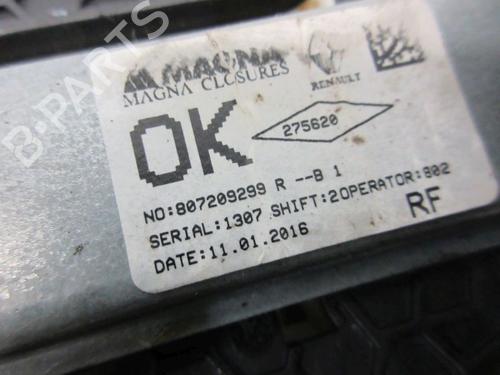 MAGNA
MAGNA CLOSURES
RENAULT
OK
275620
NO:807209299 R --B 1
SERIAL:1307 SHIFT:2OPERATOR:802
DATE:11.01.2016
RF
B-PARTS